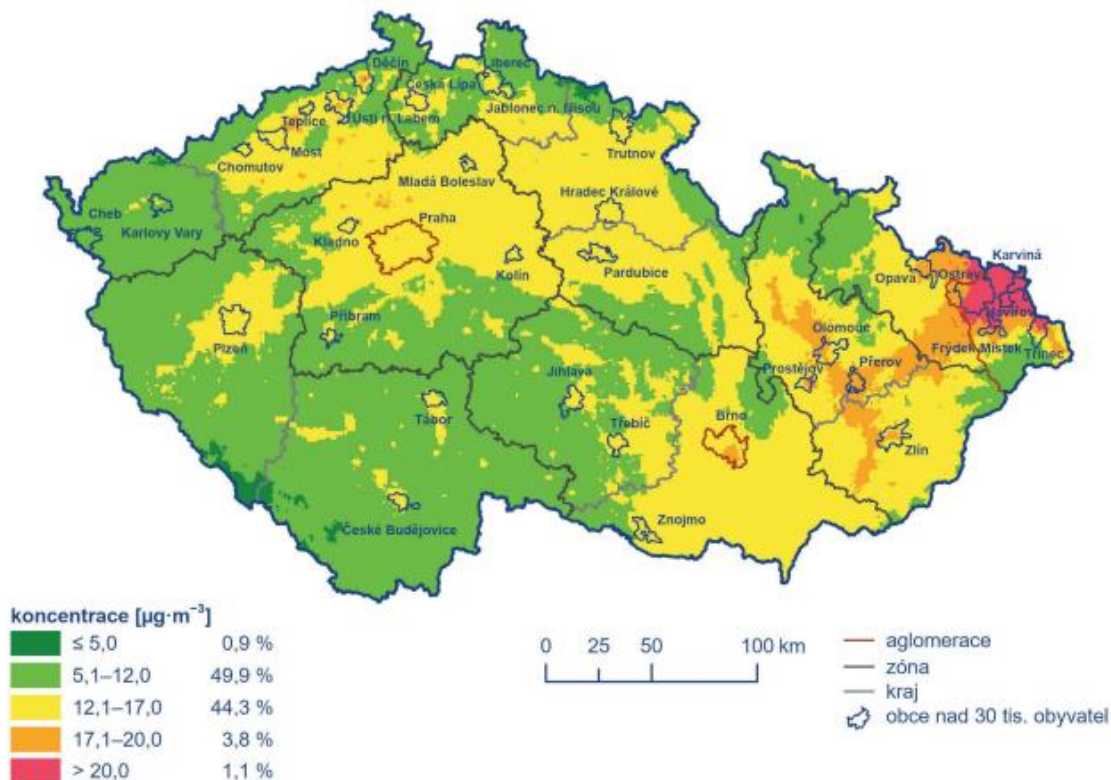 Děčín
Liberec
Česká Lípa
Jablonec n. Nisou
Teplice
Ústí n. Labem
Most
Chomutov
Trutnov
Mladá Boleslav
Hradec Králové
Cheb
Karlovy Vary
Praha
Kladno
Kolín
Pardubice
Karviná
Opava
Ostrava
Havířov
Příbram
Plzeň
Olomouc
Frýdek-Místek
Třinec
Prostějov
Přerov
Jihlava
Tábor
Třebíč
Brno
Zlín
České Budějovice
Znojmo
koncentrace [µg·m⁻³]
≤ 5,0 0,9 %
5,1–12,0 49,9 %
12,1–17,0 44,3 %
17,1–20,0 3,8 %
> 20,0 1,1 %
0 25 50 100 km
aglomerace
zóna
kraj
obce nad 30 tis. obyvatel